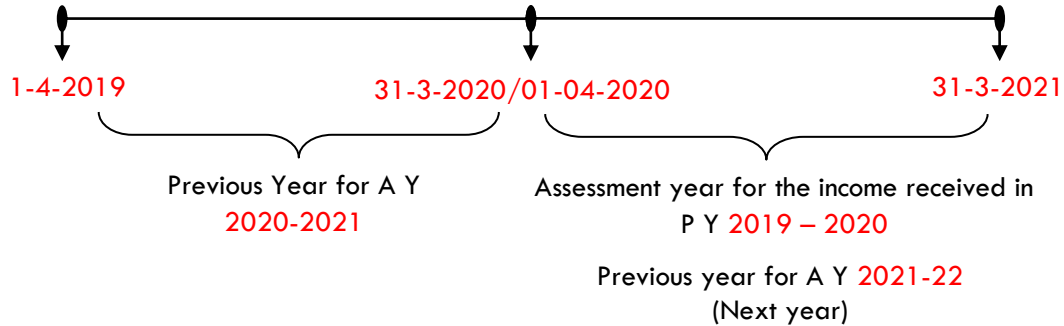 1-4-2019
31-3-2020/01-04-2020
31-3-2021
Previous Year for A Y
2020-2021
Assessment year for the income received in
P Y 2019 – 2020
Previous year for A Y 2021-22
(Next year)